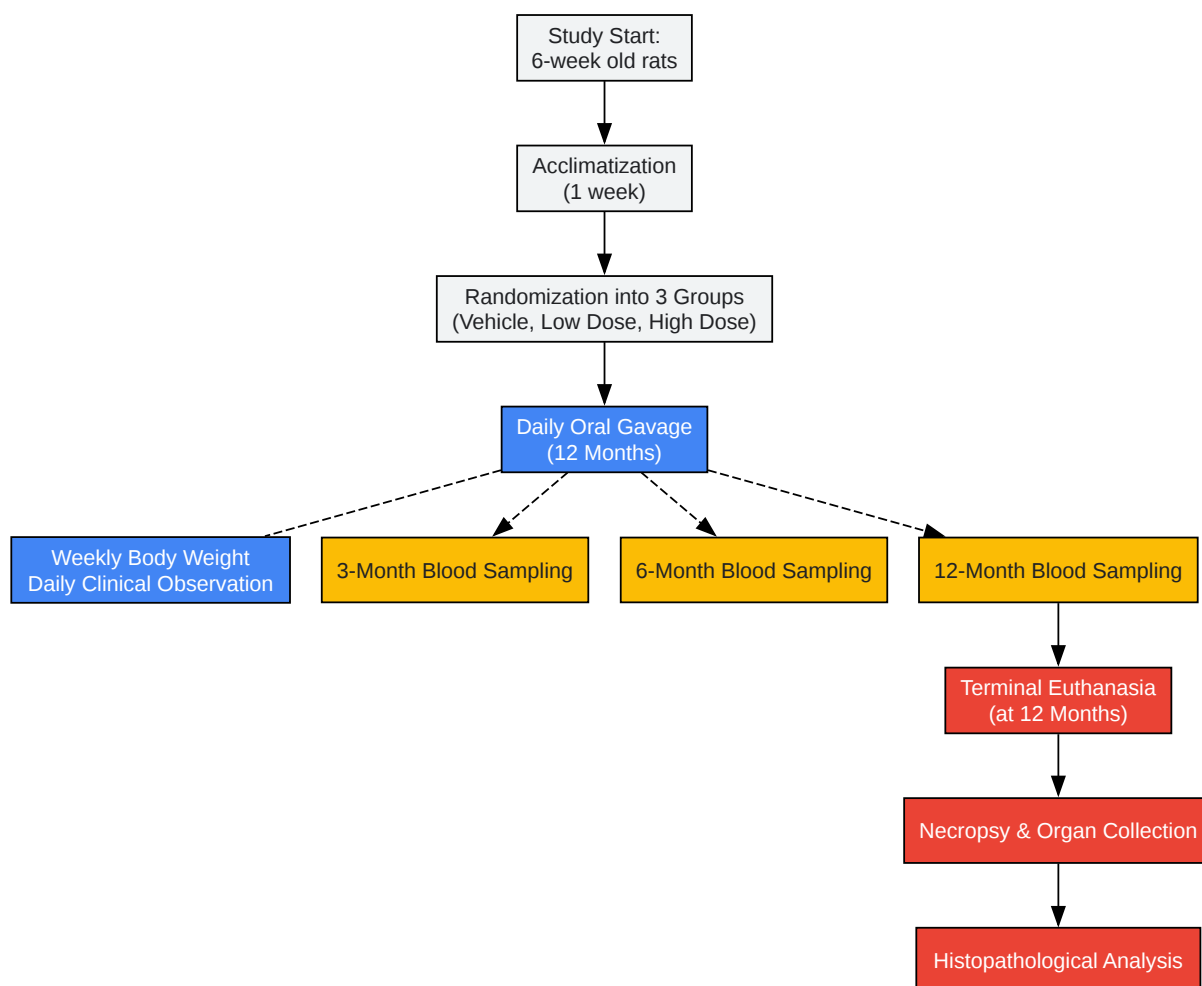 Study Start:
6-week old rats
Acclimatization
(1 week)
Randomization into 3 Groups
(Vehicle, Low Dose, High Dose)
Daily Oral Gavage
(12 Months)
Weekly Body Weight
Daily Clinical Observation
3-Month Blood Sampling
6-Month Blood Sampling
12-Month Blood Sampling
Terminal Euthanasia
(at 12 Months)
Necropsy & Organ Collection
Histopathological Analysis